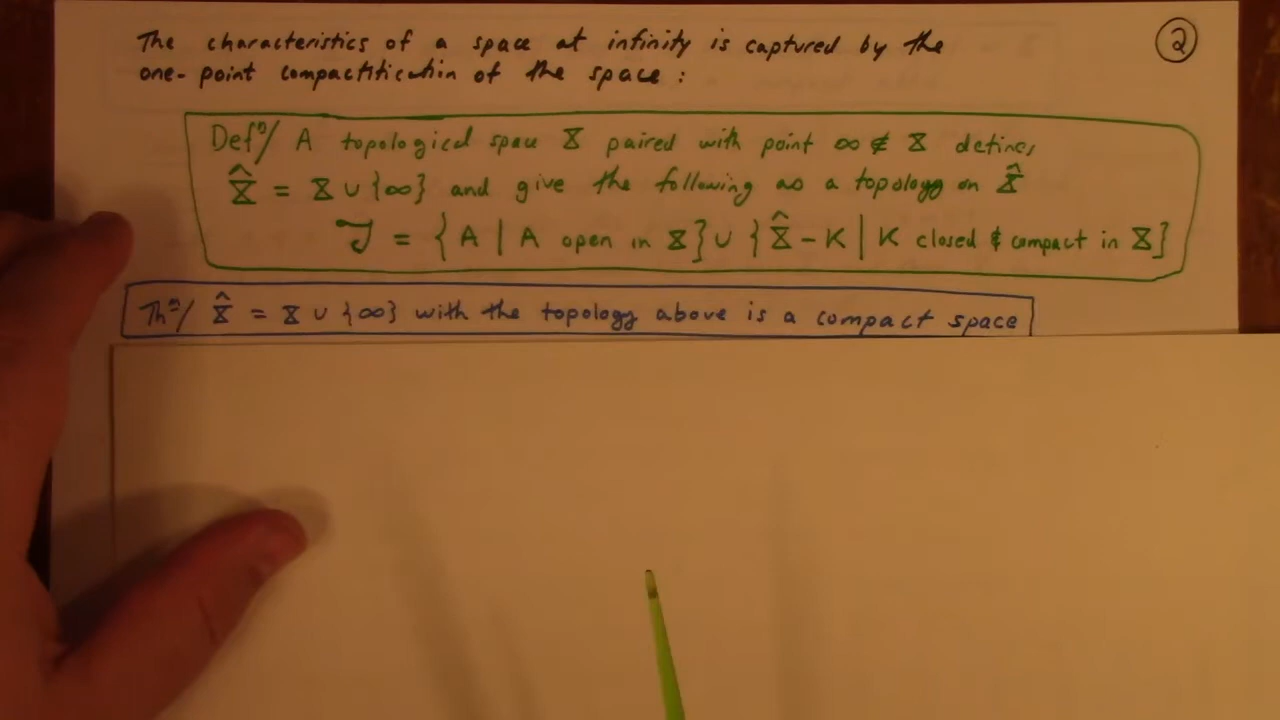 The characteristics of a space at infinity is captured by the
②
one-point compactification of the space :
Defⁿ/ A topological space X paired with point ∞ ∉ X defines
X̂ = X ∪ {∞} and give the following as a topology on X̂
𝒥 = {A | A open in X} ∪ {X̂ - K | K closed & compact in X}
Thᵐ/ X̂ = X ∪ {∞} with the topology above is a compact space